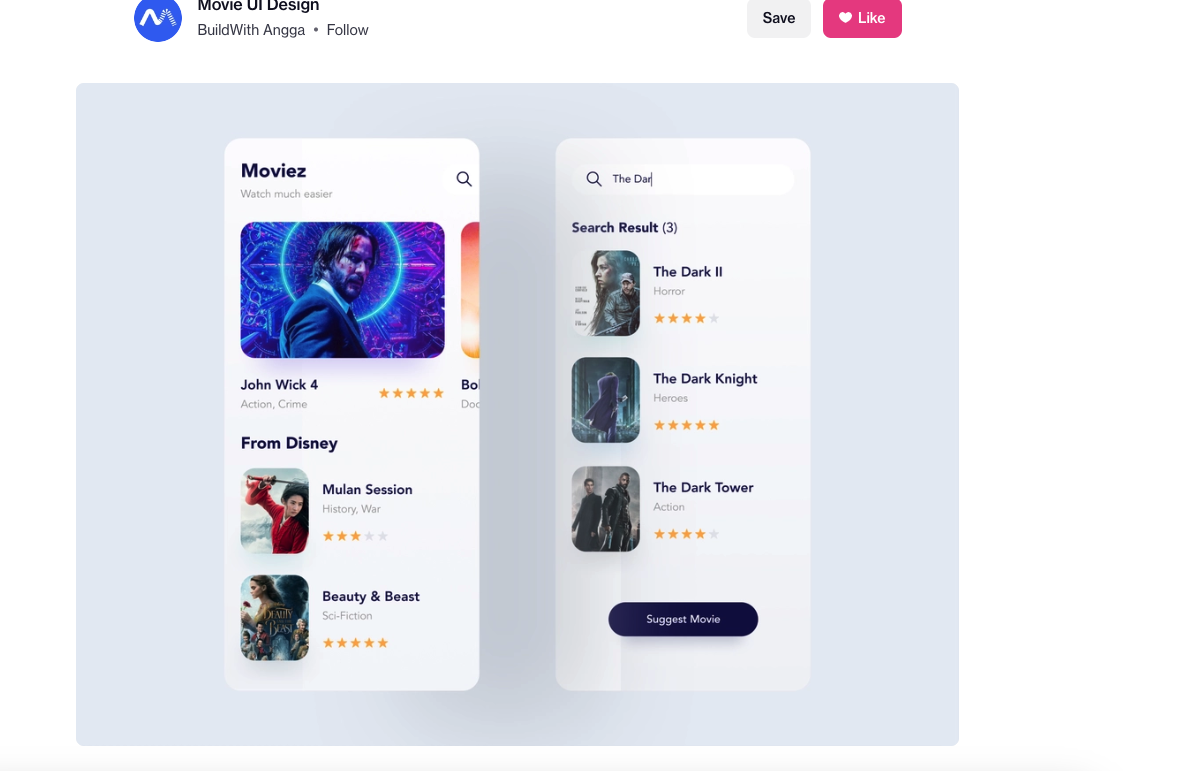 Movie UI Design
BuildWith Angga • Follow
Save
Like
Moviez
Watch much easier
John Wick 4
Action, Crime
From Disney
Mulan Session
History, War
Beauty & Beast
Sci-Fiction
BEAUTY
BEAST
The Dar
Search Result (3)
The Dark II
Horror
The Dark Knight
Heroes
The Dark Tower
Action
Suggest Movie